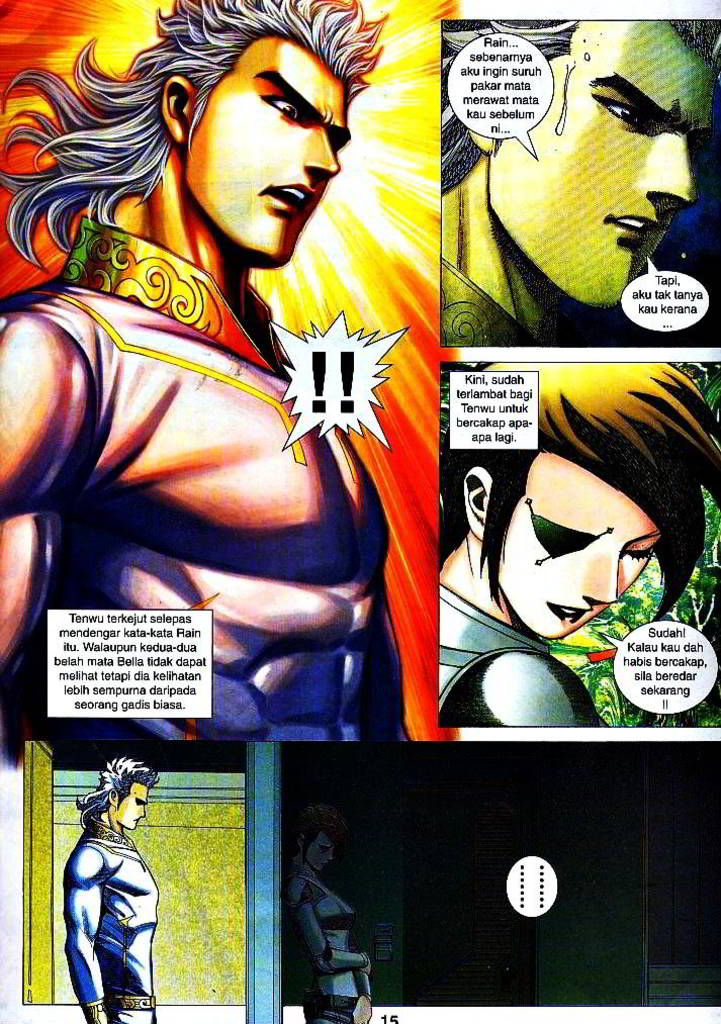 !!
Tenwu terkejut selepas
mendengar kata-kata Rain
itu. Walaupun kedua-dua
belah mata Bella tidak dapat
melihat tetapi dia kelihatan
lebih sempurna daripada
seorang gadis biasa.
Rain...
sebenarnya
aku ingin suruh
pakar mata
merawat mata
kau sebelum
ni...
Tapi,
aku tak tanya
kau kerana
...
Kini, sudah
terlambat bagi
Tenwu untuk
bercakap apa-
apa lagi.
Sudah!
Kalau kau dah
habis bercakap,
sila beredar
sekarang
!!
15